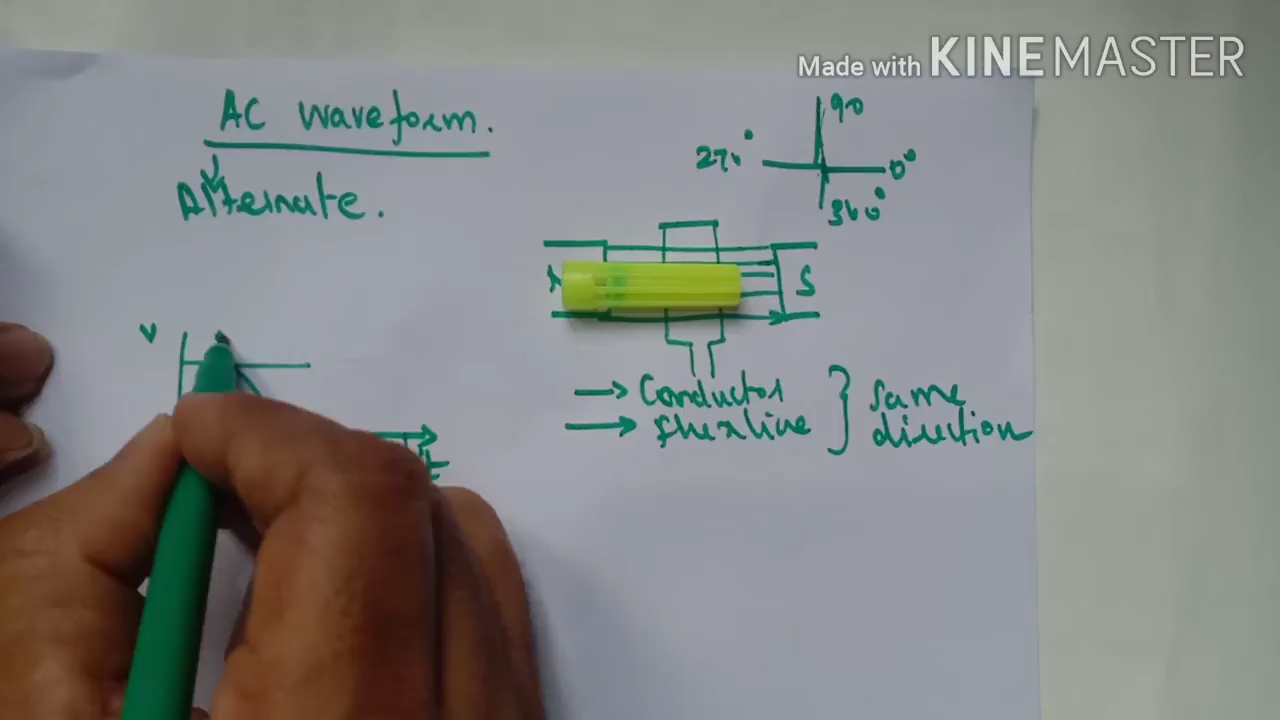 Made with KINEMASTER
AC waveform.
Alternate.
90
270°
0°
360°
S
V
t
→ Conductor
→ fluxline
} same
direction